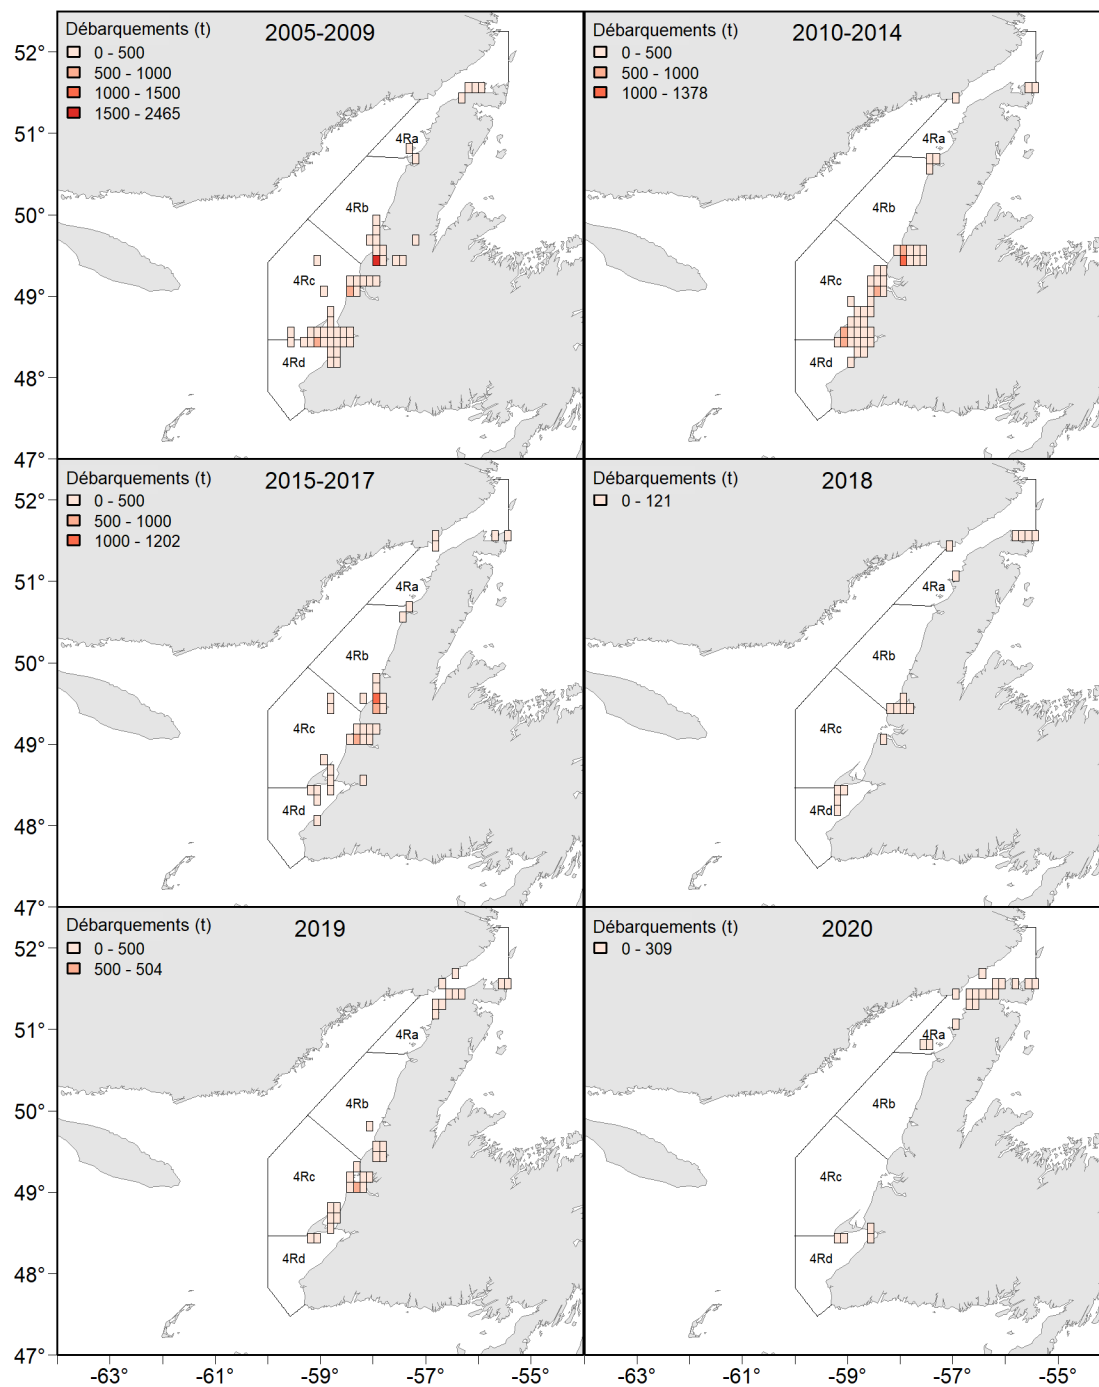 Débarquements (t)
2005-2009
0 - 500
500 - 1000
1000 - 1500
1500 - 2465
4Ra
4Rb
4Rc
4Rd
Débarquements (t)
2010-2014
0 - 500
500 - 1000
1000 - 1378
4Ra
4Rb
4Rc
4Rd
52°
51°
50°
49°
48°
47°
Débarquements (t)
2015-2017
0 - 500
500 - 1000
1000 - 1202
4Ra
4Rb
4Rc
4Rd
Débarquements (t)
2018
0 - 121
4Ra
4Rb
4Rc
4Rd
52°
51°
50°
49°
48°
47°
Débarquements (t)
2019
0 - 500
500 - 504
4Ra
4Rb
4Rc
4Rd
Débarquements (t)
2020
0 - 309
4Ra
4Rb
4Rc
4Rd
52°
51°
50°
49°
48°
47°
-63° -61° -59° -57° -55° -63° -61° -59° -57° -55°